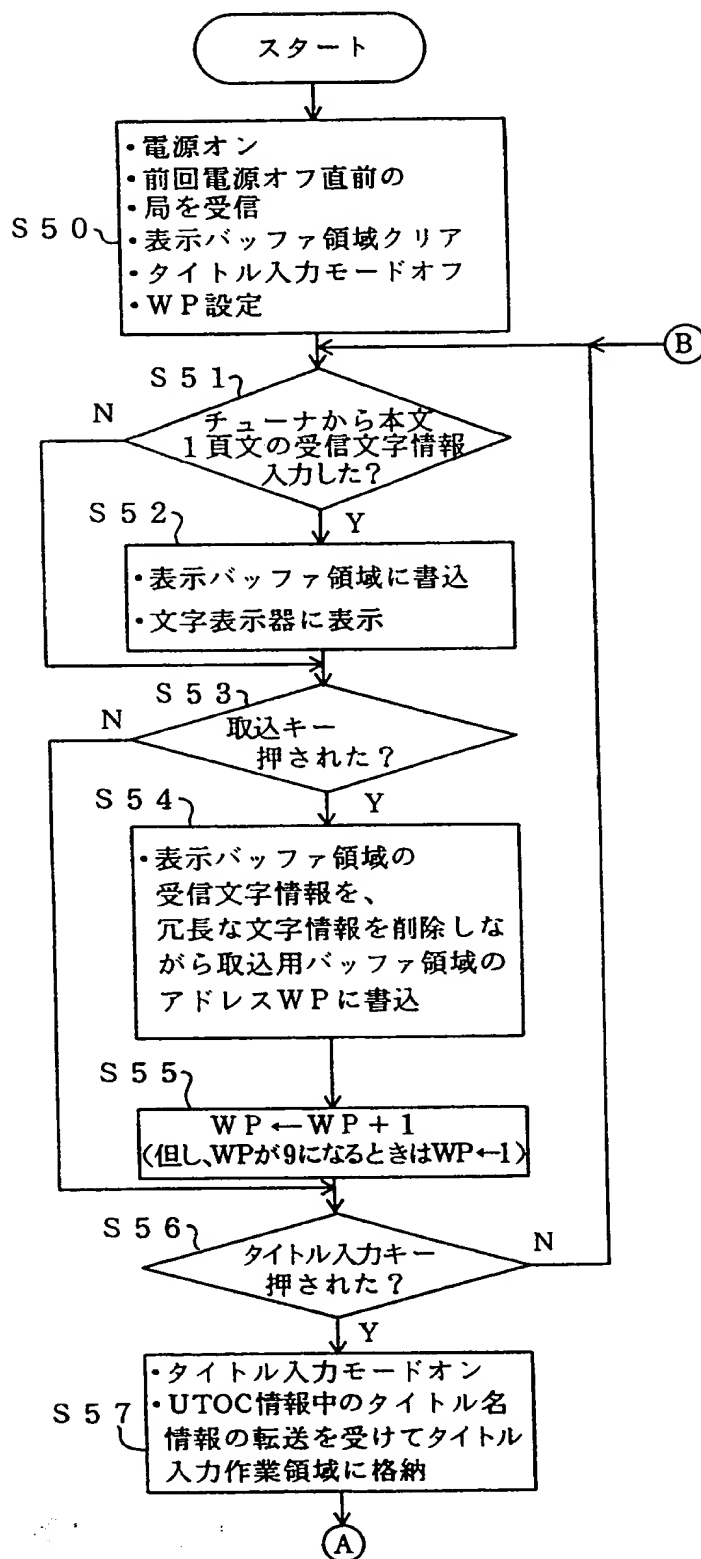 スタート
S50
・電源オン
・前回電源オフ直前の
・局を受信
・表示バッファ領域クリア
・タイトル入力モードオフ
・WP設定
B
S51
N
チューナから本文
1頁文の受信文字情報
入力した?
Y
S52
・表示バッファ領域に書込
・文字表示器に表示
S53
N
取込キー
押された?
Y
S54
・表示バッファ領域の
受信文字情報を、
冗長な文字情報を削除しな
がら取込用バッファ領域の
アドレスWPに書込
S55
WP←WP+1
(但し、WPが9になるときはWP←1)
S56
タイトル入力キー
押された?
N
Y
S57
・タイトル入力モードオン
・UTOC情報中のタイトル名
情報の転送を受けてタイトル
入力作業領域に格納
A